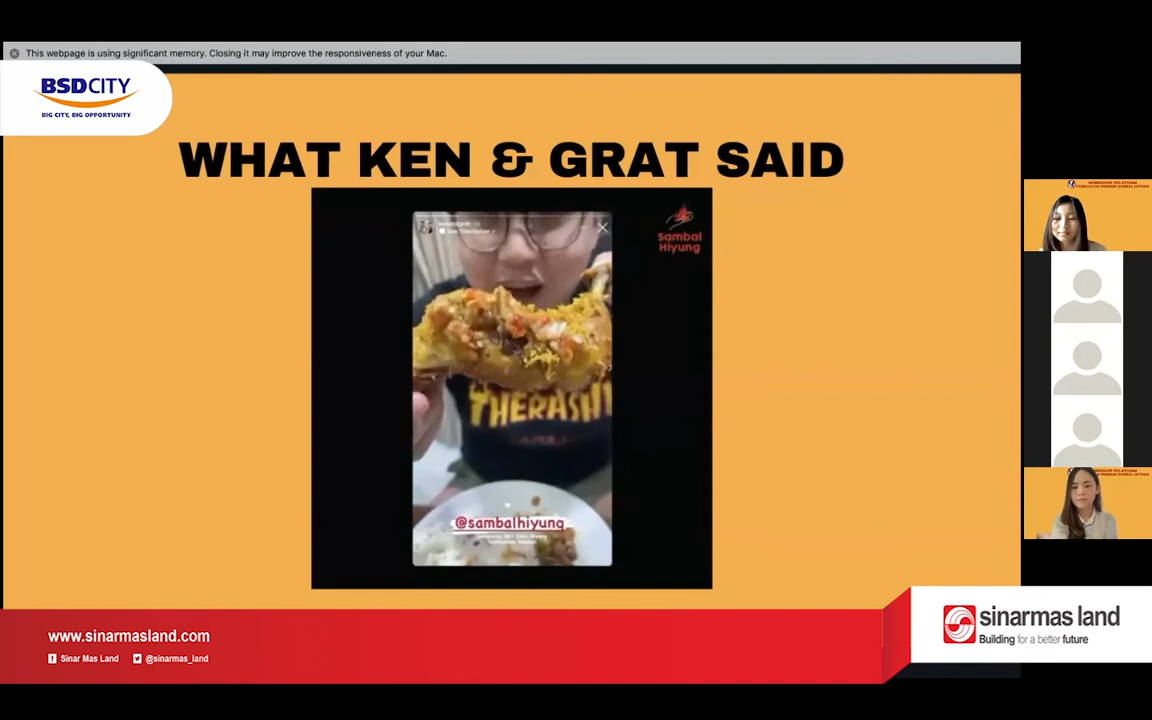 This webpage is using significant memory. Closing it may improve the responsiveness of your Mac.
BSDCITY
BIG CITY, BIG OPPORTUNITY
WHAT KEN & GRAT SAID
Sambal
Hiyung
THERASH
@sambalhiyung
www.sinarmasland.com
Sinar Mas Land
@sinarmas_land
sinarmas land
Building for a better future